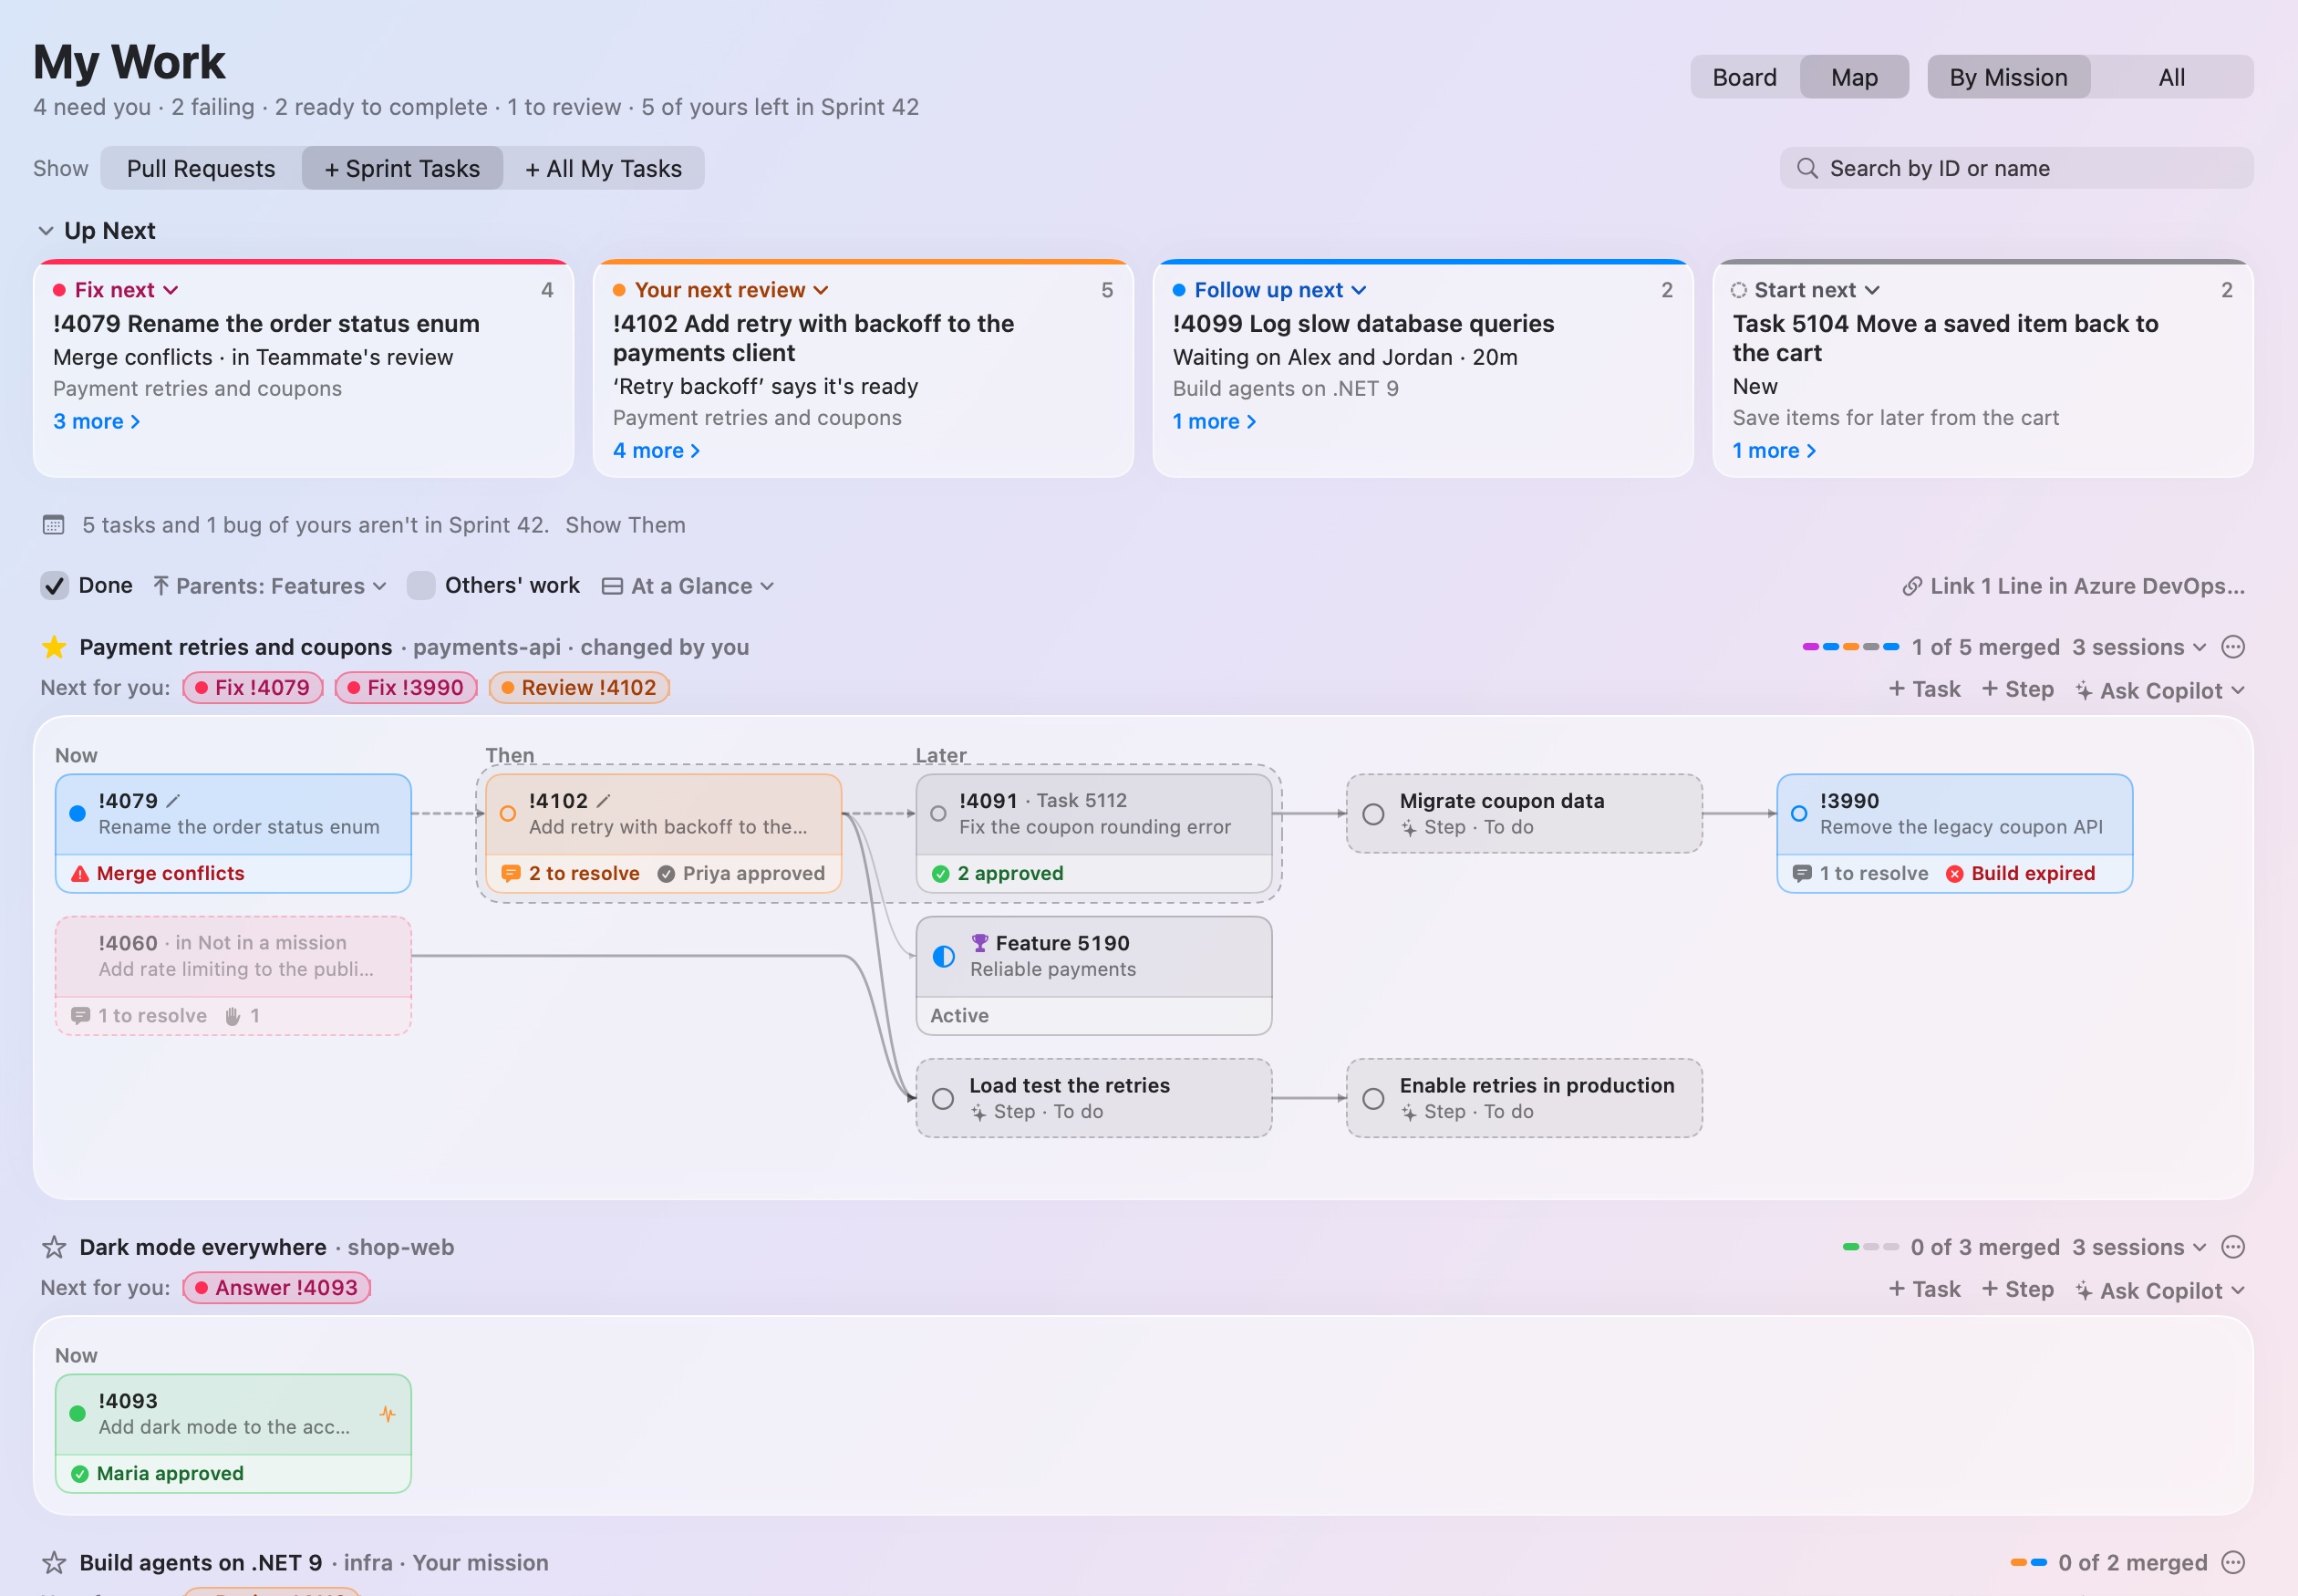 My Work
4 need you · 2 failing · 2 ready to complete · 1 to review · 5 of yours left in Sprint 42
Board Map By Mission All
Show Pull Requests + Sprint Tasks + All My Tasks
Search by ID or name
Up Next
Fix next 4
!4079 Rename the order status enum
Merge conflicts · in Teammate's review
Payment retries and coupons
3 more
Your next review 5
!4102 Add retry with backoff to the
payments client
‘Retry backoff’ says it's ready
Payment retries and coupons
4 more
Follow up next 2
!4099 Log slow database queries
Waiting on Alex and Jordan · 20m
Build agents on .NET 9
1 more
Start next 2
Task 5104 Move a saved item back to
the cart
New
Save items for later from the cart
1 more
5 tasks and 1 bug of yours aren't in Sprint 42. Show Them
Done Parents: Features Others' work At a Glance
Link 1 Line in Azure DevOps...
Payment retries and coupons · payments-api · changed by you
1 of 5 merged 3 sessions
Next for you: Fix !4079 Fix !3990 Review !4102
+ Task + Step Ask Copilot
Now
Then
Later
!4079
Rename the order status enum
Merge conflicts
!4102
Add retry with backoff to the...
2 to resolve Priya approved
!4091 · Task 5112
Fix the coupon rounding error
2 approved
Migrate coupon data
Step · To do
!3990
Remove the legacy coupon API
1 to resolve Build expired
!4060 · in Not in a mission
Add rate limiting to the publi...
1 to resolve 1
Feature 5190
Reliable payments
Active
Load test the retries
Step · To do
Enable retries in production
Step · To do
Dark mode everywhere · shop-web
0 of 3 merged 3 sessions
Next for you: Answer !4093
+ Task + Step Ask Copilot
Now
!4093
Add dark mode to the acc...
Maria approved
Build agents on .NET 9 · infra · Your mission
0 of 2 merged